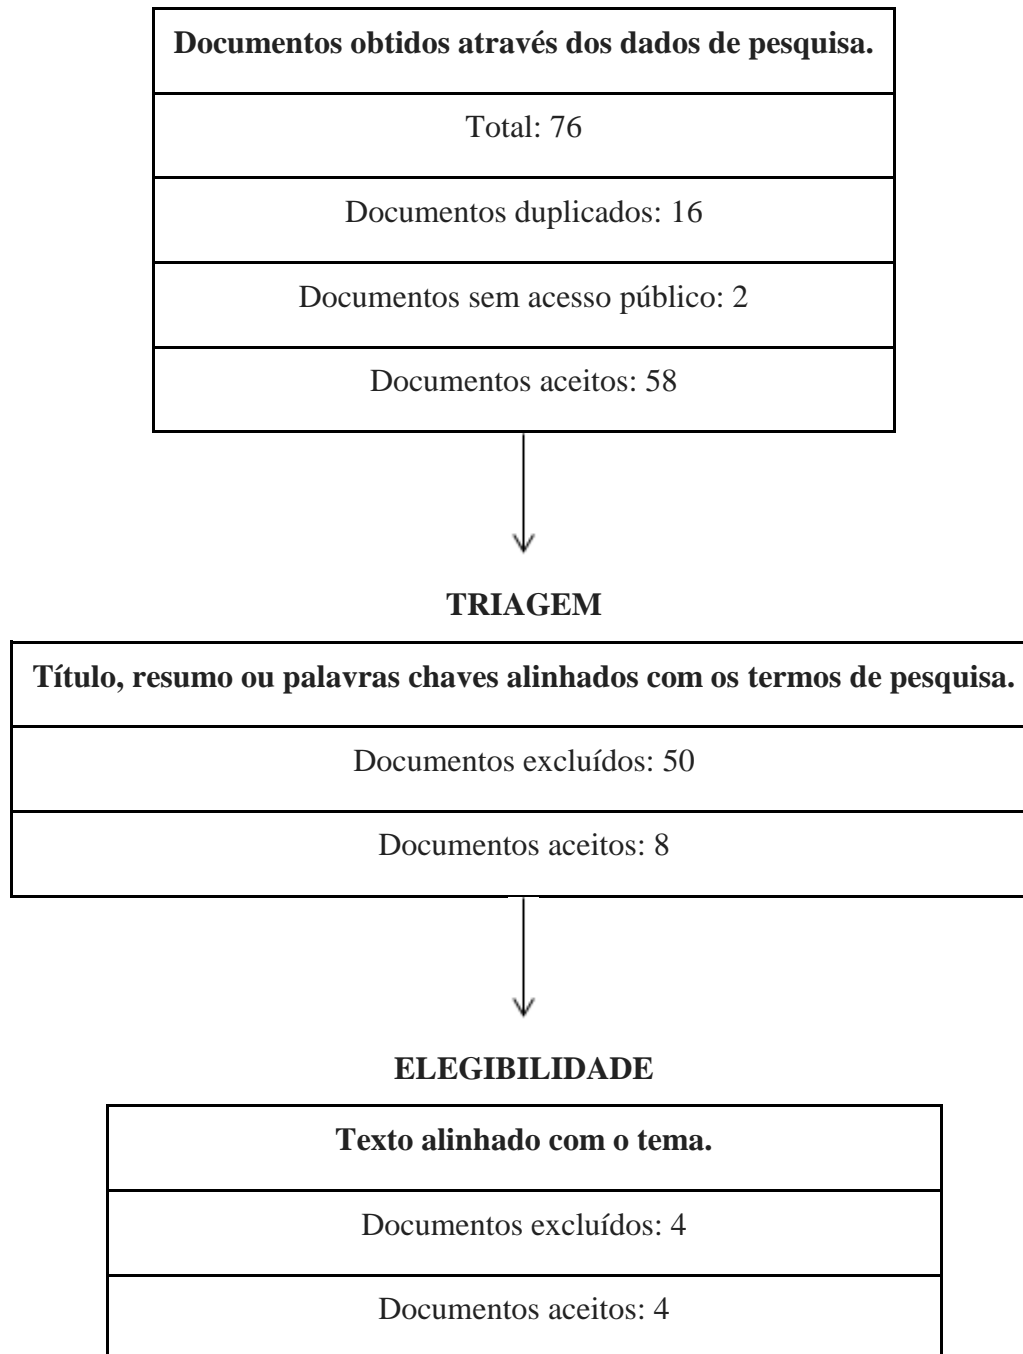 Documentos obtidos através dos dados de pesquisa.
Total: 76
Documentos duplicados: 16
Documentos sem acesso público: 2
Documentos aceitos: 58
TRIAGEM
Título, resumo ou palavras chaves alinhados com os termos de pesquisa.
Documentos excluídos: 50
Documentos aceitos: 8
ELEGIBILIDADE
Texto alinhado com o tema.
Documentos excluídos: 4
Documentos aceitos: 4